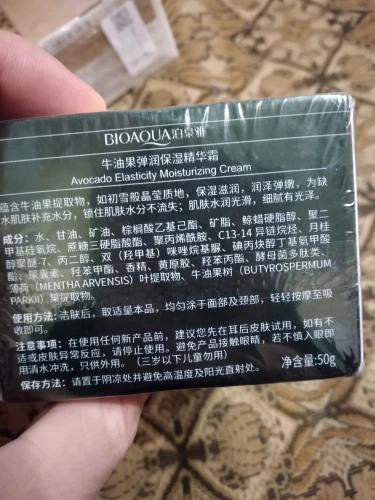 BIOAQUA泊泉雅
牛油果弹润保湿精华霜
Avocado Elasticity Moisturizing Cream
蕴含牛油果提取物，如初雪般晶莹质地，保湿滋润，润泽弹嫩，为缺
水肌肤补充水分，锁住肌肤水分不流失；肌肤水润光滑，细腻有光泽。
成分：水、甘油、矿油、棕榈酸乙基己酯、矿脂、鲸蜡硬脂醇、聚二
甲基硅氧烷、蔗糖三硬脂酸酯、聚丙烯酰胺、C13-14 异链烷烃、月桂
醇聚醚-7、丙二醇、双（羟甲基）咪唑烷基脲、碘丙炔醇丁基氨甲酸
酯、尿囊素、羟苯甲酯、香精、黄原胶、羟苯丙酯、酵母菌多肽类、
薄荷（MENTHA ARVENSIS）叶提取物、牛油果树（BUTYROSPERMUM
PARKII）果提取物。
使用方法：洁肤后，取适量本品，均匀涂于面部及颈部，轻轻按摩至吸
收即可。
注意事项：在使用任何新产品前，建议您先在耳后皮肤试用，如有不
适或皮肤异常反应，请停止使用。避免产品接触眼睛，若不慎入眼即
用清水冲洗，只供外用。（三岁以下儿童勿用）
保存方法：请置于阴凉处并避免高温度及阳光直射处。
净含量:50g